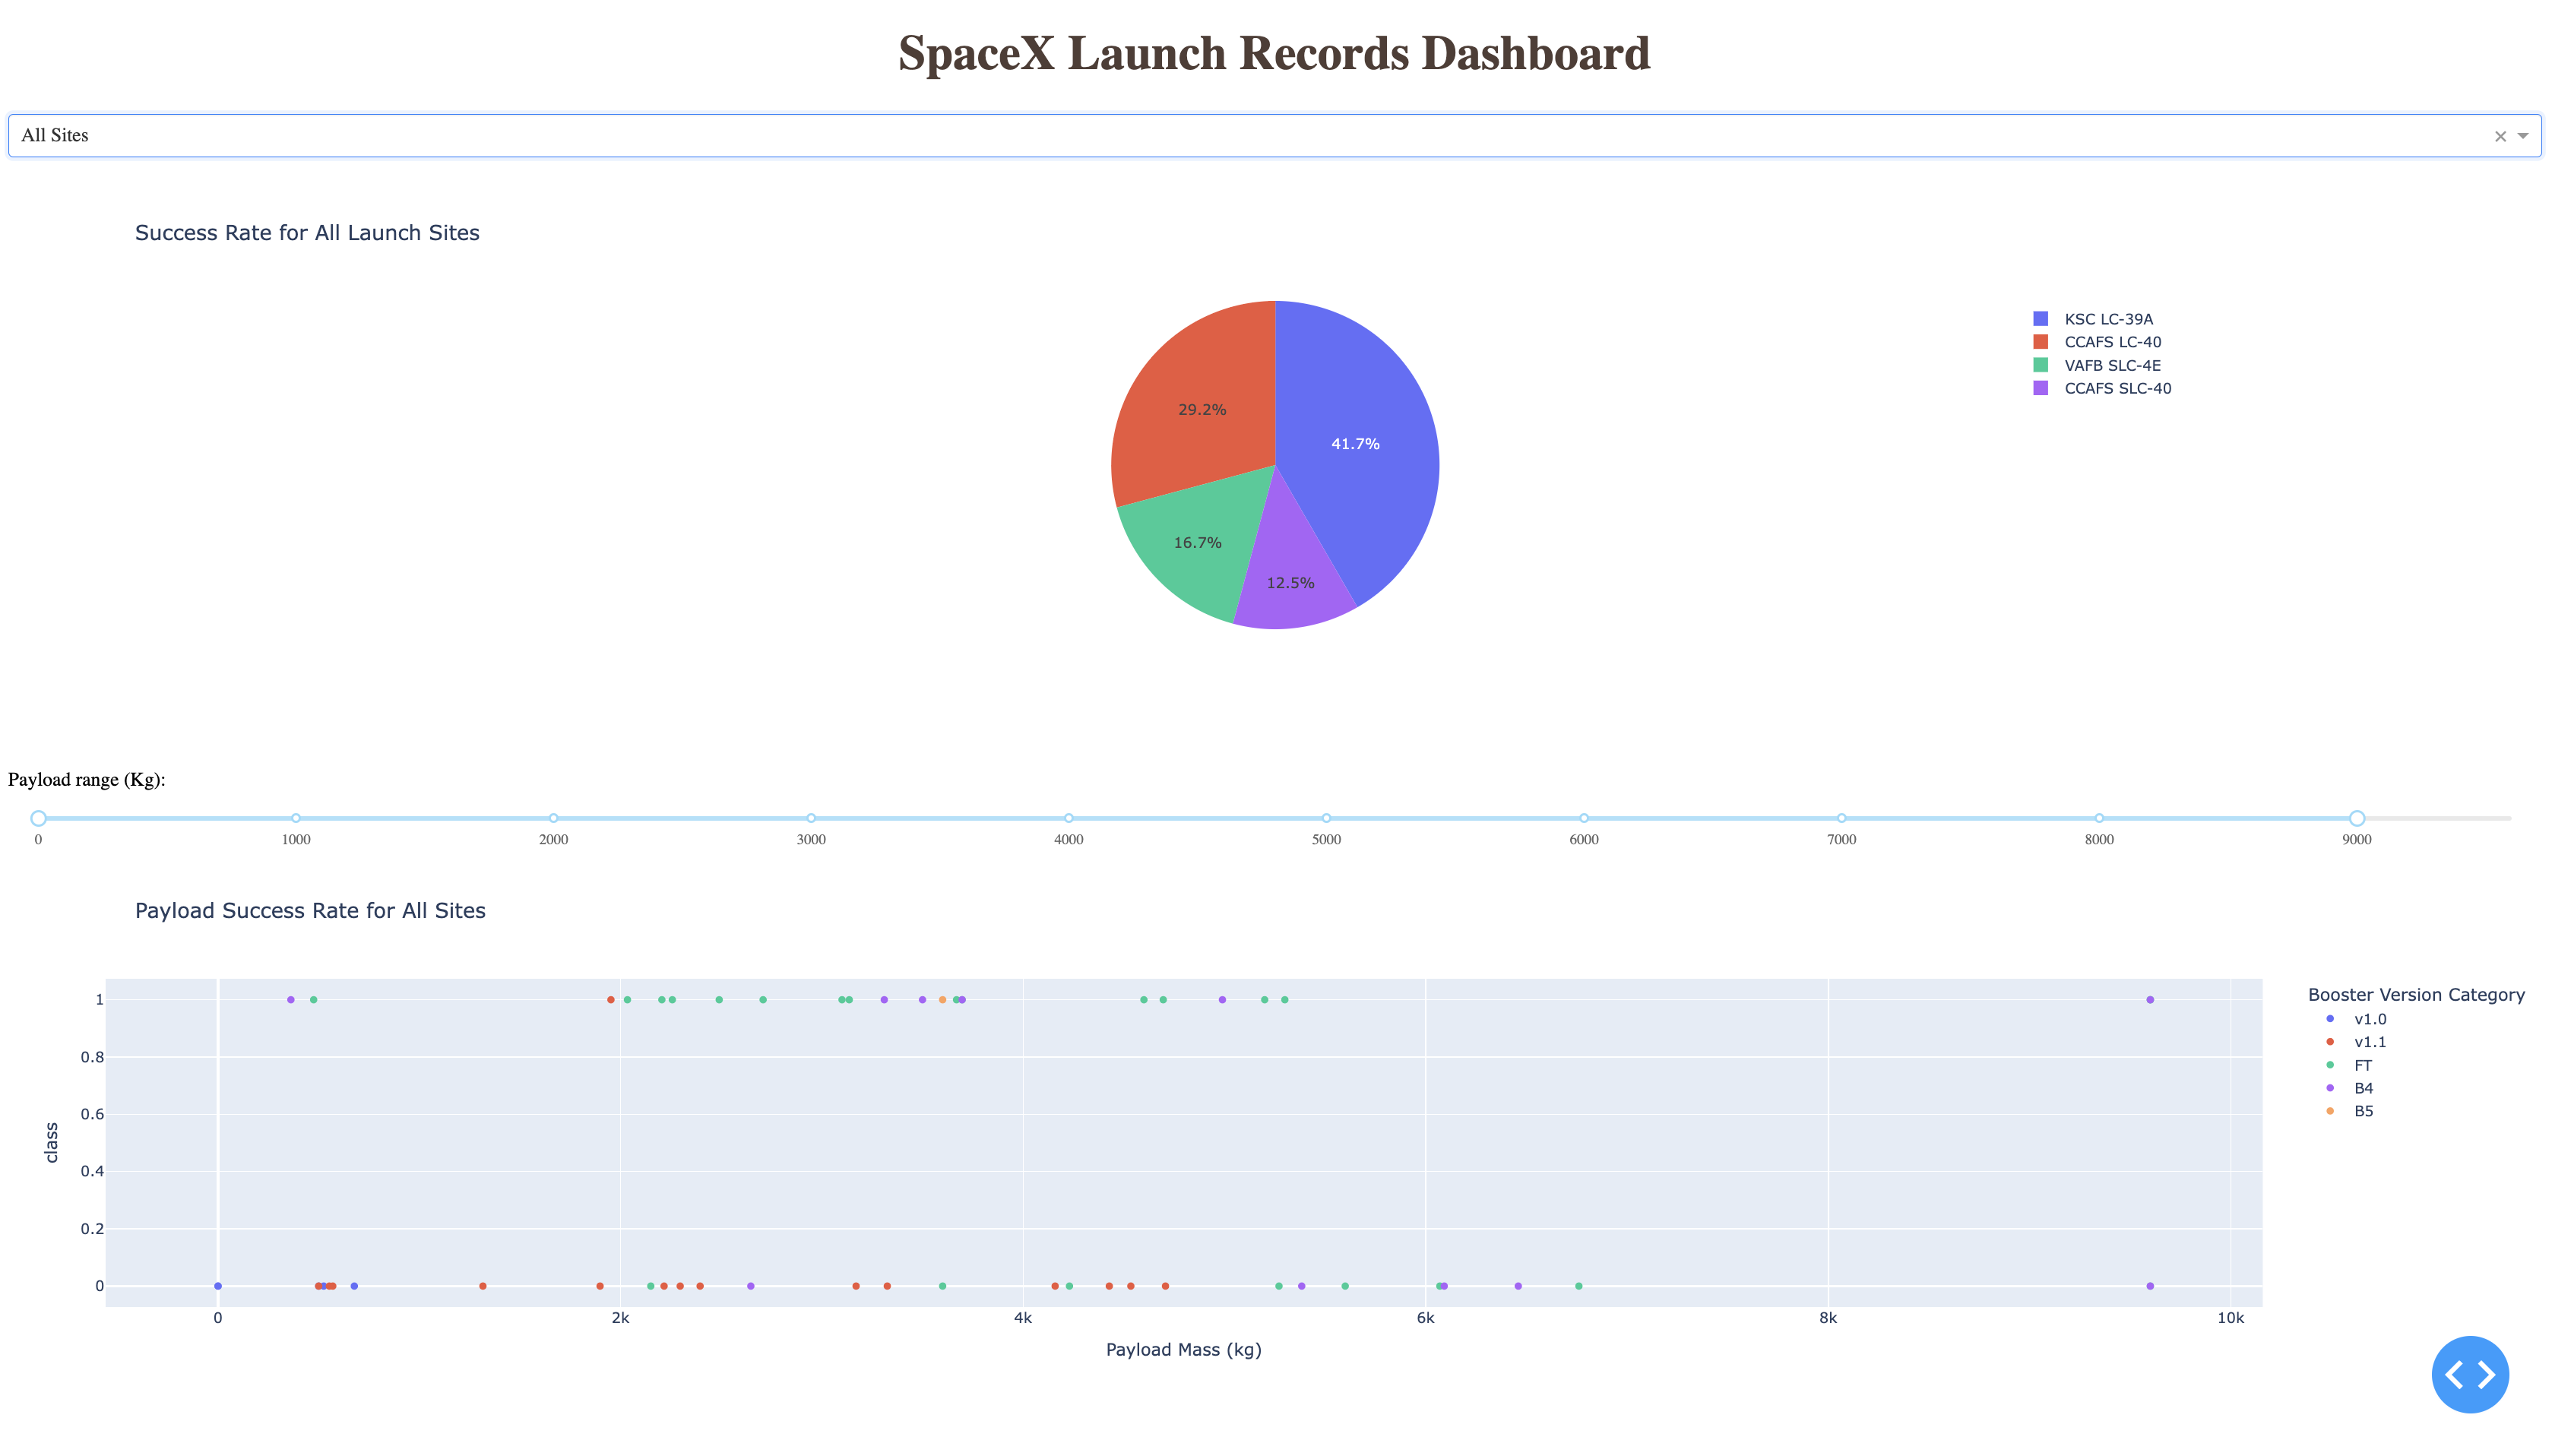 SpaceX Launch Records Dashboard
All Sites
Success Rate for All Launch Sites
KSC LC-39A
CCAFS LC-40
VAFB SLC-4E
CCAFS SLC-40
29.2%
41.7%
16.7%
12.5%
Payload range (Kg):
0 1000 2000 3000 4000 5000 6000 7000 8000 9000
Payload Success Rate for All Sites
Booster Version Category
v1.0
v1.1
FT
B4
B5
1
0.8
0.6
0.4
0.2
0
class
0 2k 4k 6k 8k 10k
Payload Mass (kg)